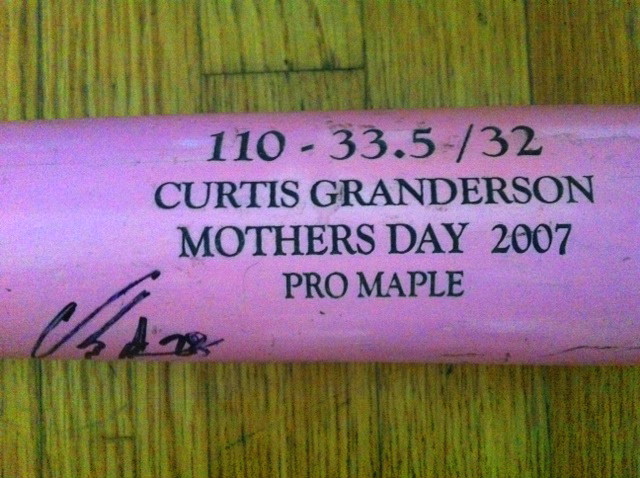 110 - 33.5 /32
CURTIS GRANDERSON
MOTHERS DAY 2007
PRO MAPLE